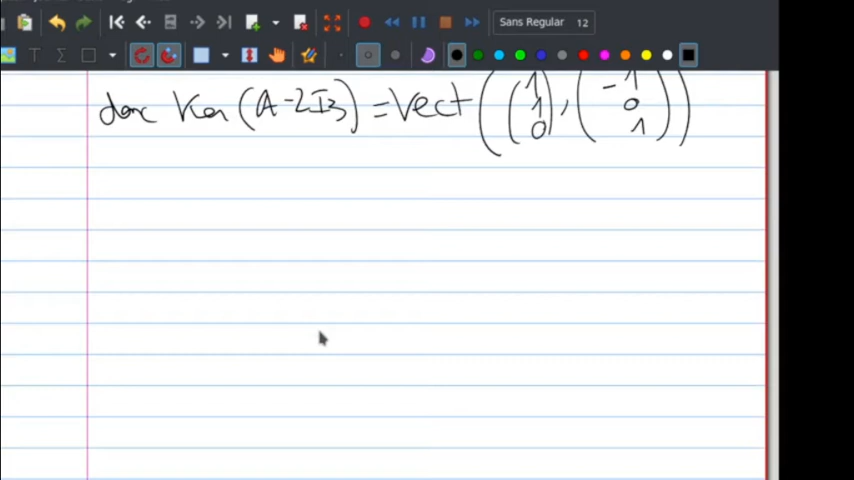 Sans Regular 12
donc Ker (A-2I3) = Vect ((1 1 0), (-1 0 1))